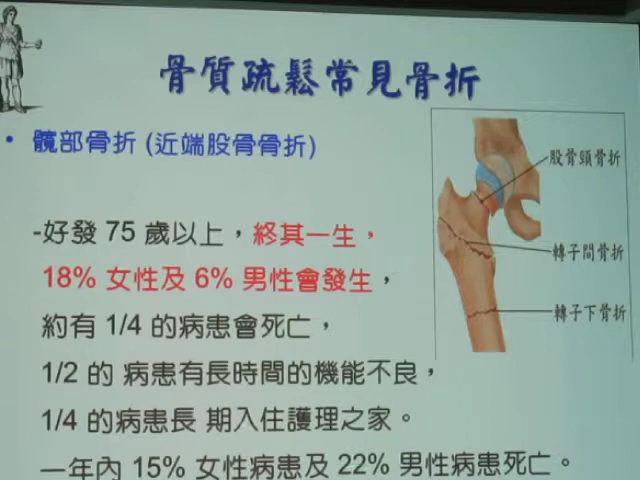 骨質疏鬆常見骨折
• 髖部骨折 (近端股骨骨折)
-好發 75 歲以上，終其一生，
18% 女性及 6% 男性會發生，
約有 1/4 的病患會死亡，
1/2 的 病患有長時間的機能不良，
1/4 的病患長 期入住護理之家。
一年內 15% 女性病患及 22% 男性病患死亡。
股骨頸骨折
轉子間骨折
轉子下骨折